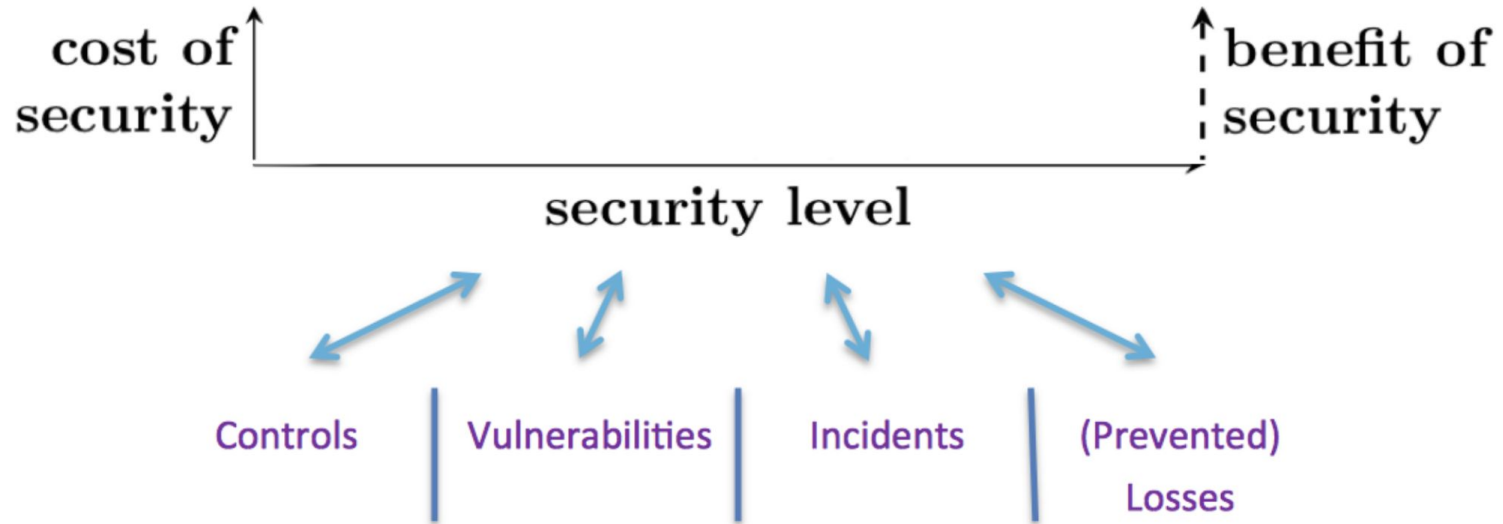 cost of
security
benefit of
security
security level
Controls
Vulnerabilities
Incidents
(Prevented)
Losses